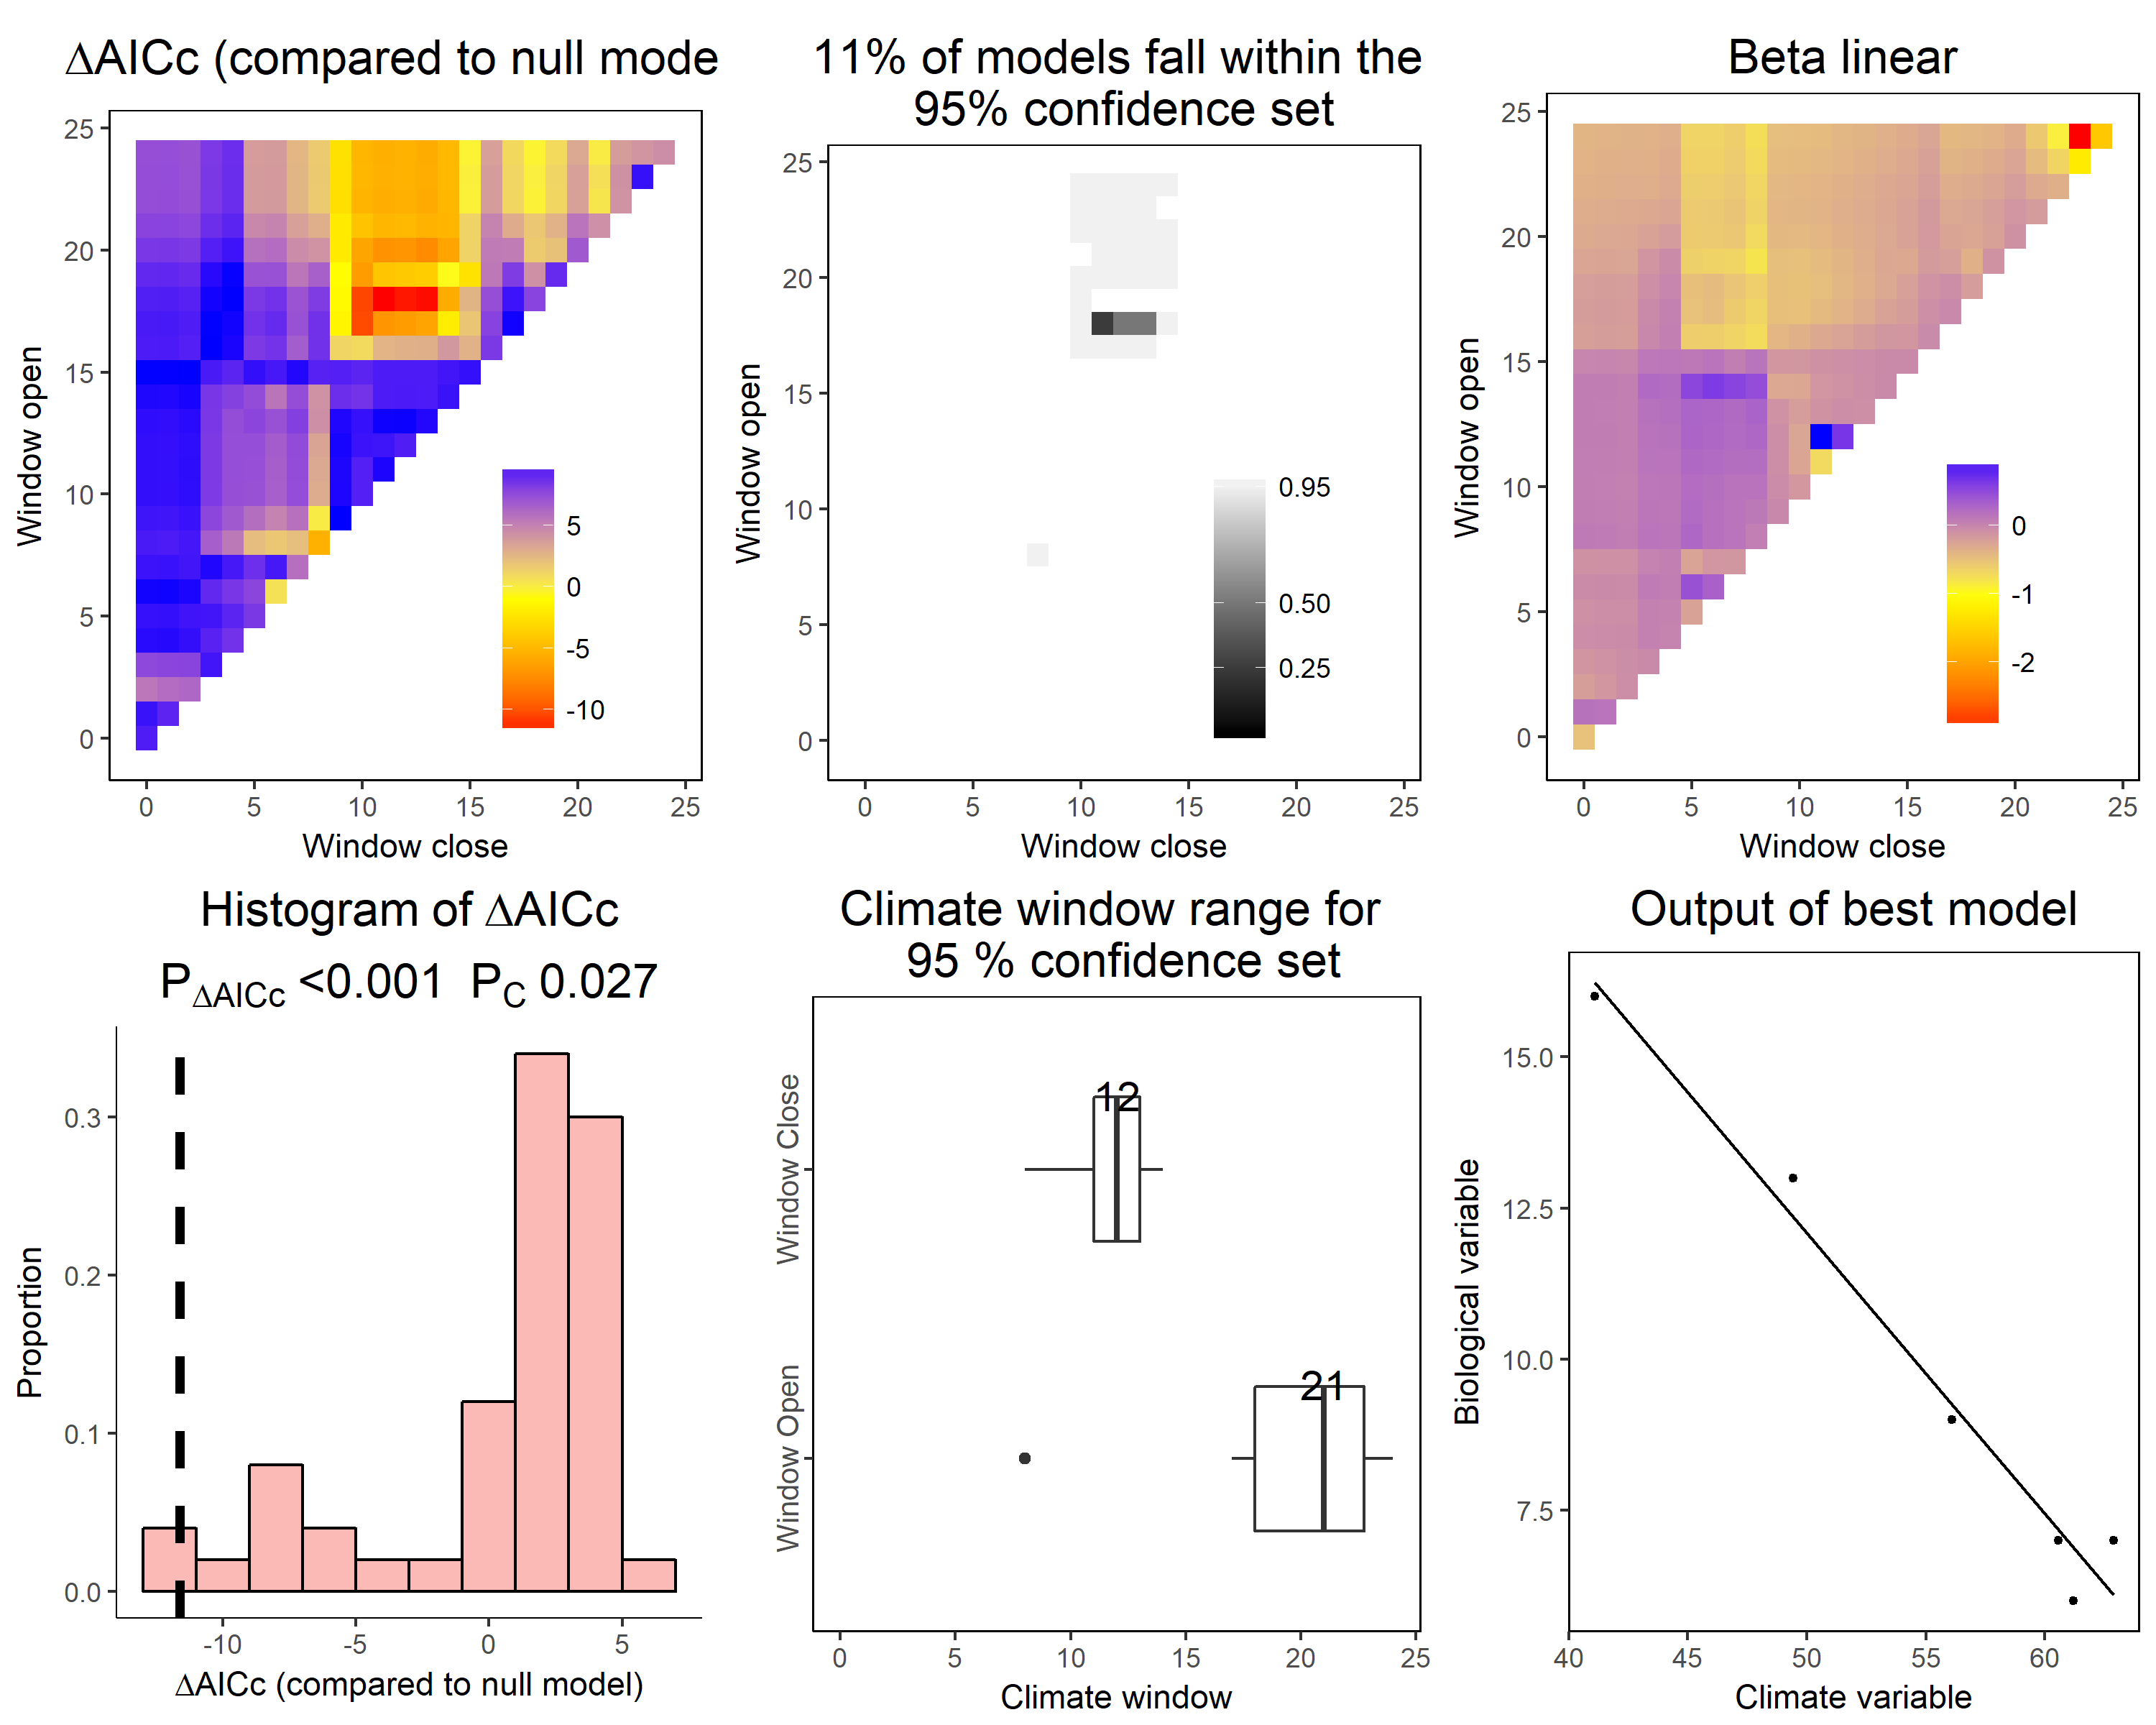 ΔAICc (compared to null mode
25
20
15
10
5
0
Window open
5
0
-5
-10
0 5 10 15 20 25
Window close
11% of models fall within the
95% confidence set
25
20
15
10
5
0
Window open
0.95
0.50
0.25
0 5 10 15 20 25
Window close
Beta linear
25
20
15
10
5
0
Window open
0
-1
-2
0 5 10 15 20 25
Window close
Histogram of ΔAICc
PΔAICc <0.001 PC 0.027
0.3
0.2
0.1
0.0
Proportion
-10 -5 0 5
ΔAICc (compared to null model)
Climate window range for
95 % confidence set
Window Close
12
Window Open
21
0 5 10 15 20 25
Climate window
Output of best model
15.0
12.5
10.0
7.5
Biological variable
40 45 50 55 60
Climate variable